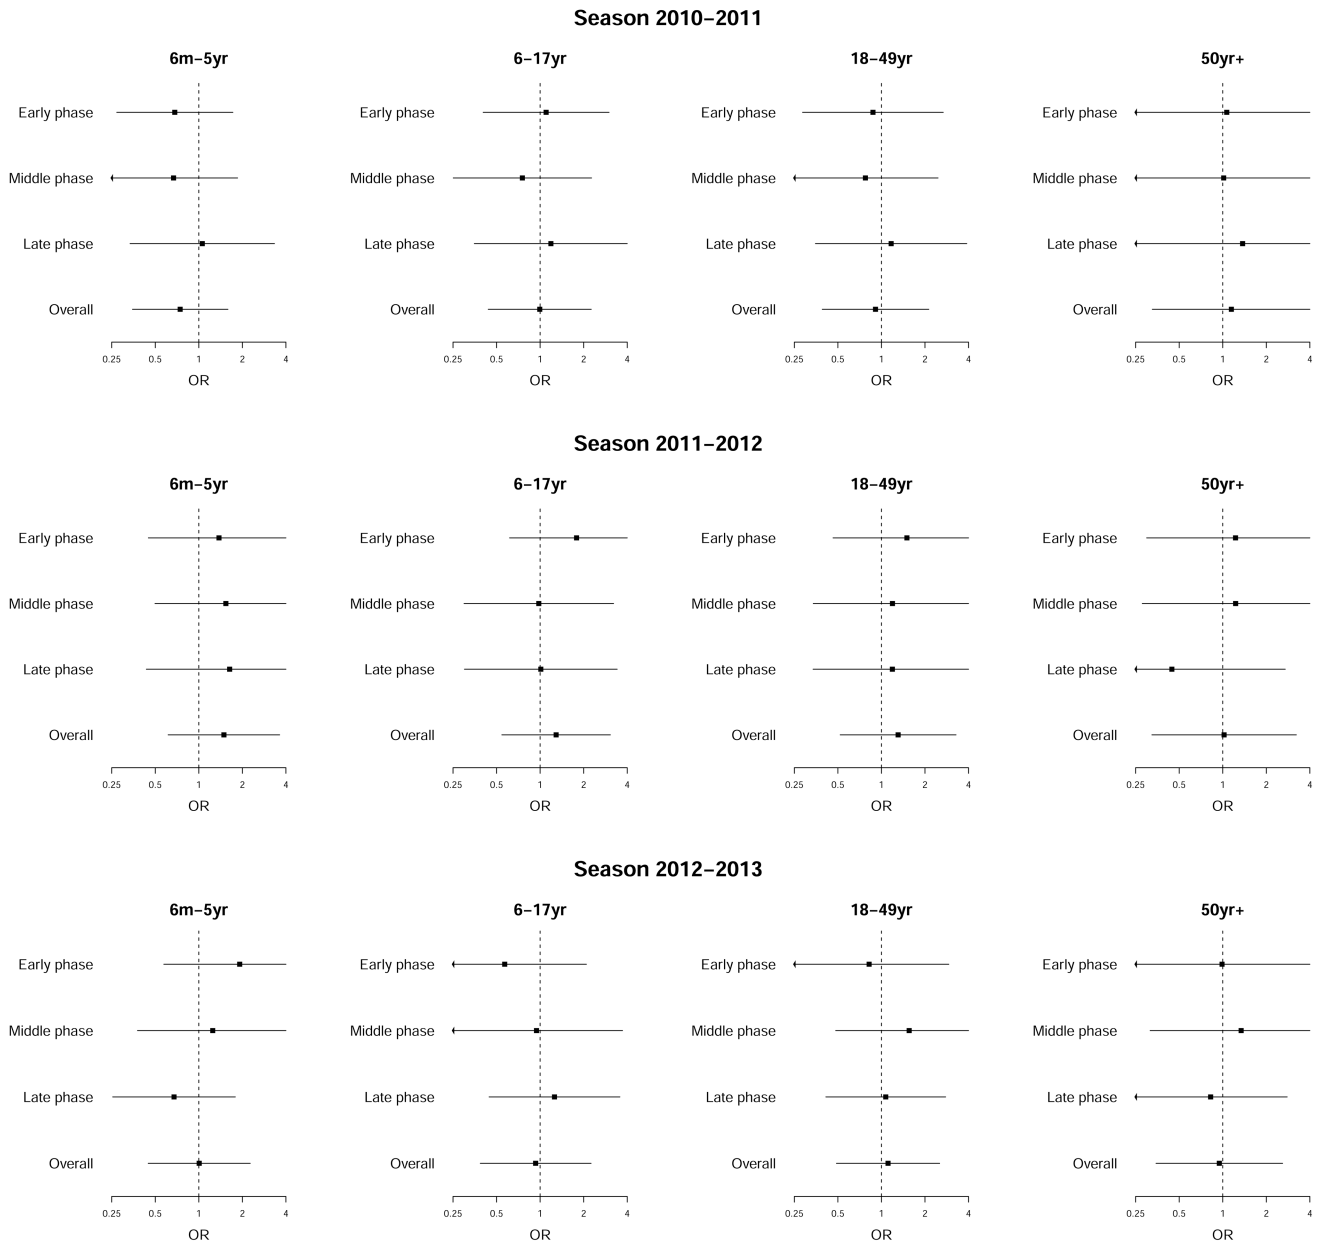 Season 2010–2011
6m–5yr 6–17yr 18–49yr 50yr+
Early phase Early phase Early phase Early phase
Middle phase Middle phase Middle phase Middle phase
Late phase Late phase Late phase Late phase
Overall Overall Overall Overall
0.25 0.5 1 2 4 0.25 0.5 1 2 4 0.25 0.5 1 2 4 0.25 0.5 1 2 4
OR OR OR OR
Season 2011–2012
6m–5yr 6–17yr 18–49yr 50yr+
Early phase Early phase Early phase Early phase
Middle phase Middle phase Middle phase Middle phase
Late phase Late phase Late phase Late phase
Overall Overall Overall Overall
0.25 0.5 1 2 4 0.25 0.5 1 2 4 0.25 0.5 1 2 4 0.25 0.5 1 2 4
OR OR OR OR
Season 2012–2013
6m–5yr 6–17yr 18–49yr 50yr+
Early phase Early phase Early phase Early phase
Middle phase Middle phase Middle phase Middle phase
Late phase Late phase Late phase Late phase
Overall Overall Overall Overall
0.25 0.5 1 2 4 0.25 0.5 1 2 4 0.25 0.5 1 2 4 0.25 0.5 1 2 4
OR OR OR OR